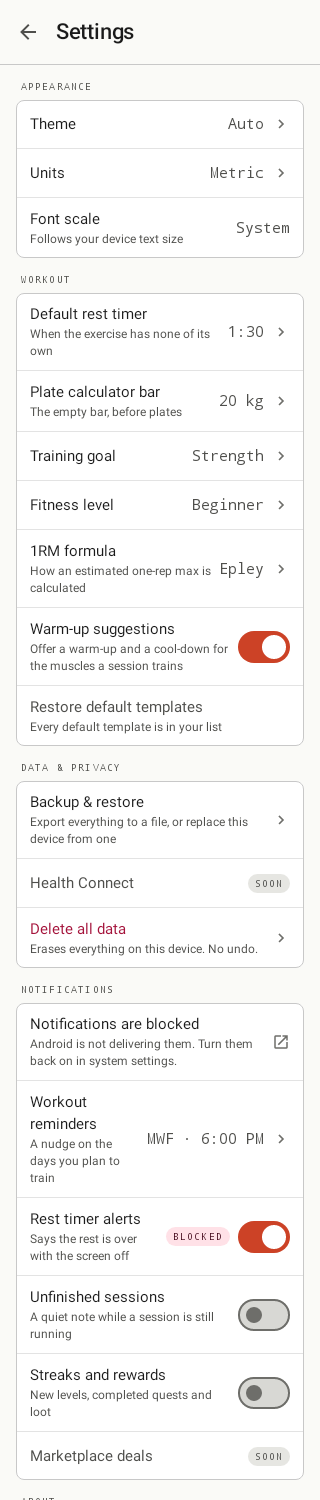 Settings
APPEARANCE
Theme
Auto
Units
Metric
Font scale
Follows your device text size
System
WORKOUT
Default rest timer
When the exercise has none of its
own
1:30
Plate calculator bar
The empty bar, before plates
20 kg
Training goal
Strength
Fitness level
Beginner
1RM formula
How an estimated one-rep max is
calculated
Epley
Warm-up suggestions
Offer a warm-up and a cool-down for
the muscles a session trains
Restore default templates
Every default template is in your list
DATA & PRIVACY
Backup & restore
Export everything to a file, or replace this
device from one
Health Connect
SOON
Delete all data
Erases everything on this device. No undo.
NOTIFICATIONS
Notifications are blocked
Android is not delivering them. Turn them
back on in system settings.
Workout
reminders
A nudge on the
days you plan to
train
MWF · 6:00 PM
Rest timer alerts
Says the rest is over
with the screen off
BLOCKED
Unfinished sessions
A quiet note while a session is still
running
Streaks and rewards
New levels, completed quests and
loot
Marketplace deals
SOON